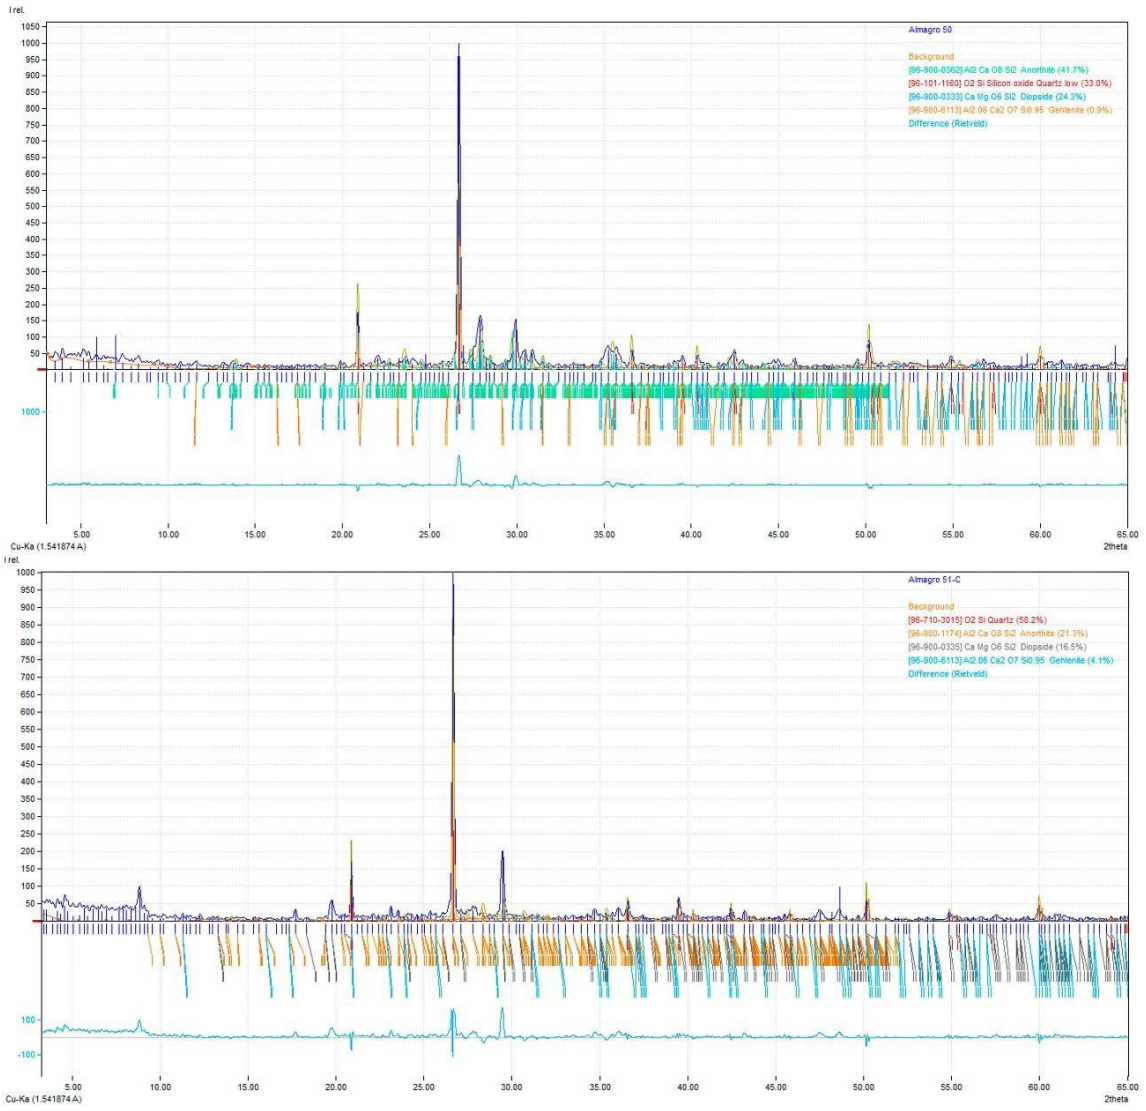 I rel.
1050
1000
950
900
850
800
750
700
650
600
550
500
450
400
350
300
250
200
150
100
50
1000
Almagro 50
Background
[96-900-0362] Al2 Ca O8 Si2 Anorthite (41.7%)
[96-101-1160] O2 Si Silicon oxide Quartz low (33.0%)
[96-900-0333] Ca Mg O6 Si2 Diopside (24.3%)
[96-900-6113] Al2.06 Ca2 O7 Si0.95 Gehlenite (0.9%)
Difference (Rietveld)
5.00 10.00 15.00 20.00 25.00 30.00 35.00 40.00 45.00 50.00 55.00 60.00 65.00
Cu-Ka (1.541874 A) 2theta
I rel.
1000
950
900
850
800
750
700
650
600
550
500
450
400
350
300
250
200
150
100
50
100
-100
Almagro 51-C
Background
[96-710-3015] O2 Si Quartz (58.2%)
[96-900-1174] Al2 Ca O8 Si2 Anorthite (21.3%)
[96-900-0335] Ca Mg O6 Si2 Diopside (16.5%)
[96-900-6113] Al2.06 Ca2 O7 Si0.95 Gehlenite (4.1%)
Difference (Rietveld)
5.00 10.00 15.00 20.00 25.00 30.00 35.00 40.00 45.00 50.00 55.00 60.00 65.00
Cu-Ka (1.541874 A) 2theta